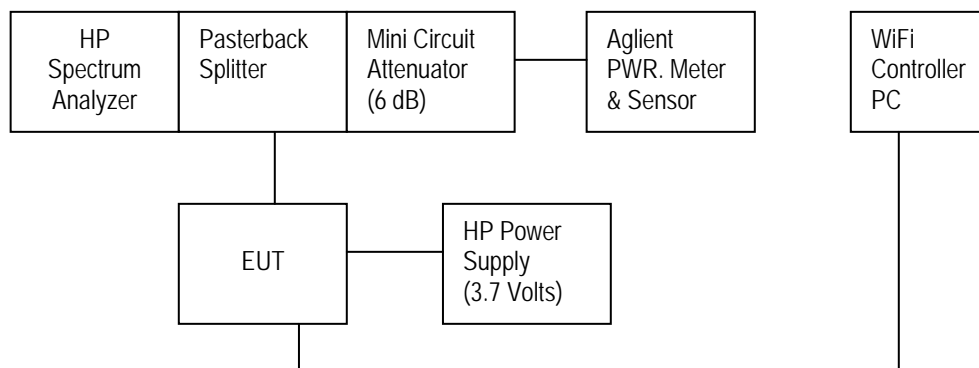 HP
Spectrum
Analyzer
Pasterback
Splitter
Mini Circuit
Attenuator
(6 dB)
Aglient
PWR. Meter
& Sensor
WiFi
Controller
PC
EUT
HP Power
Supply
(3.7 Volts)